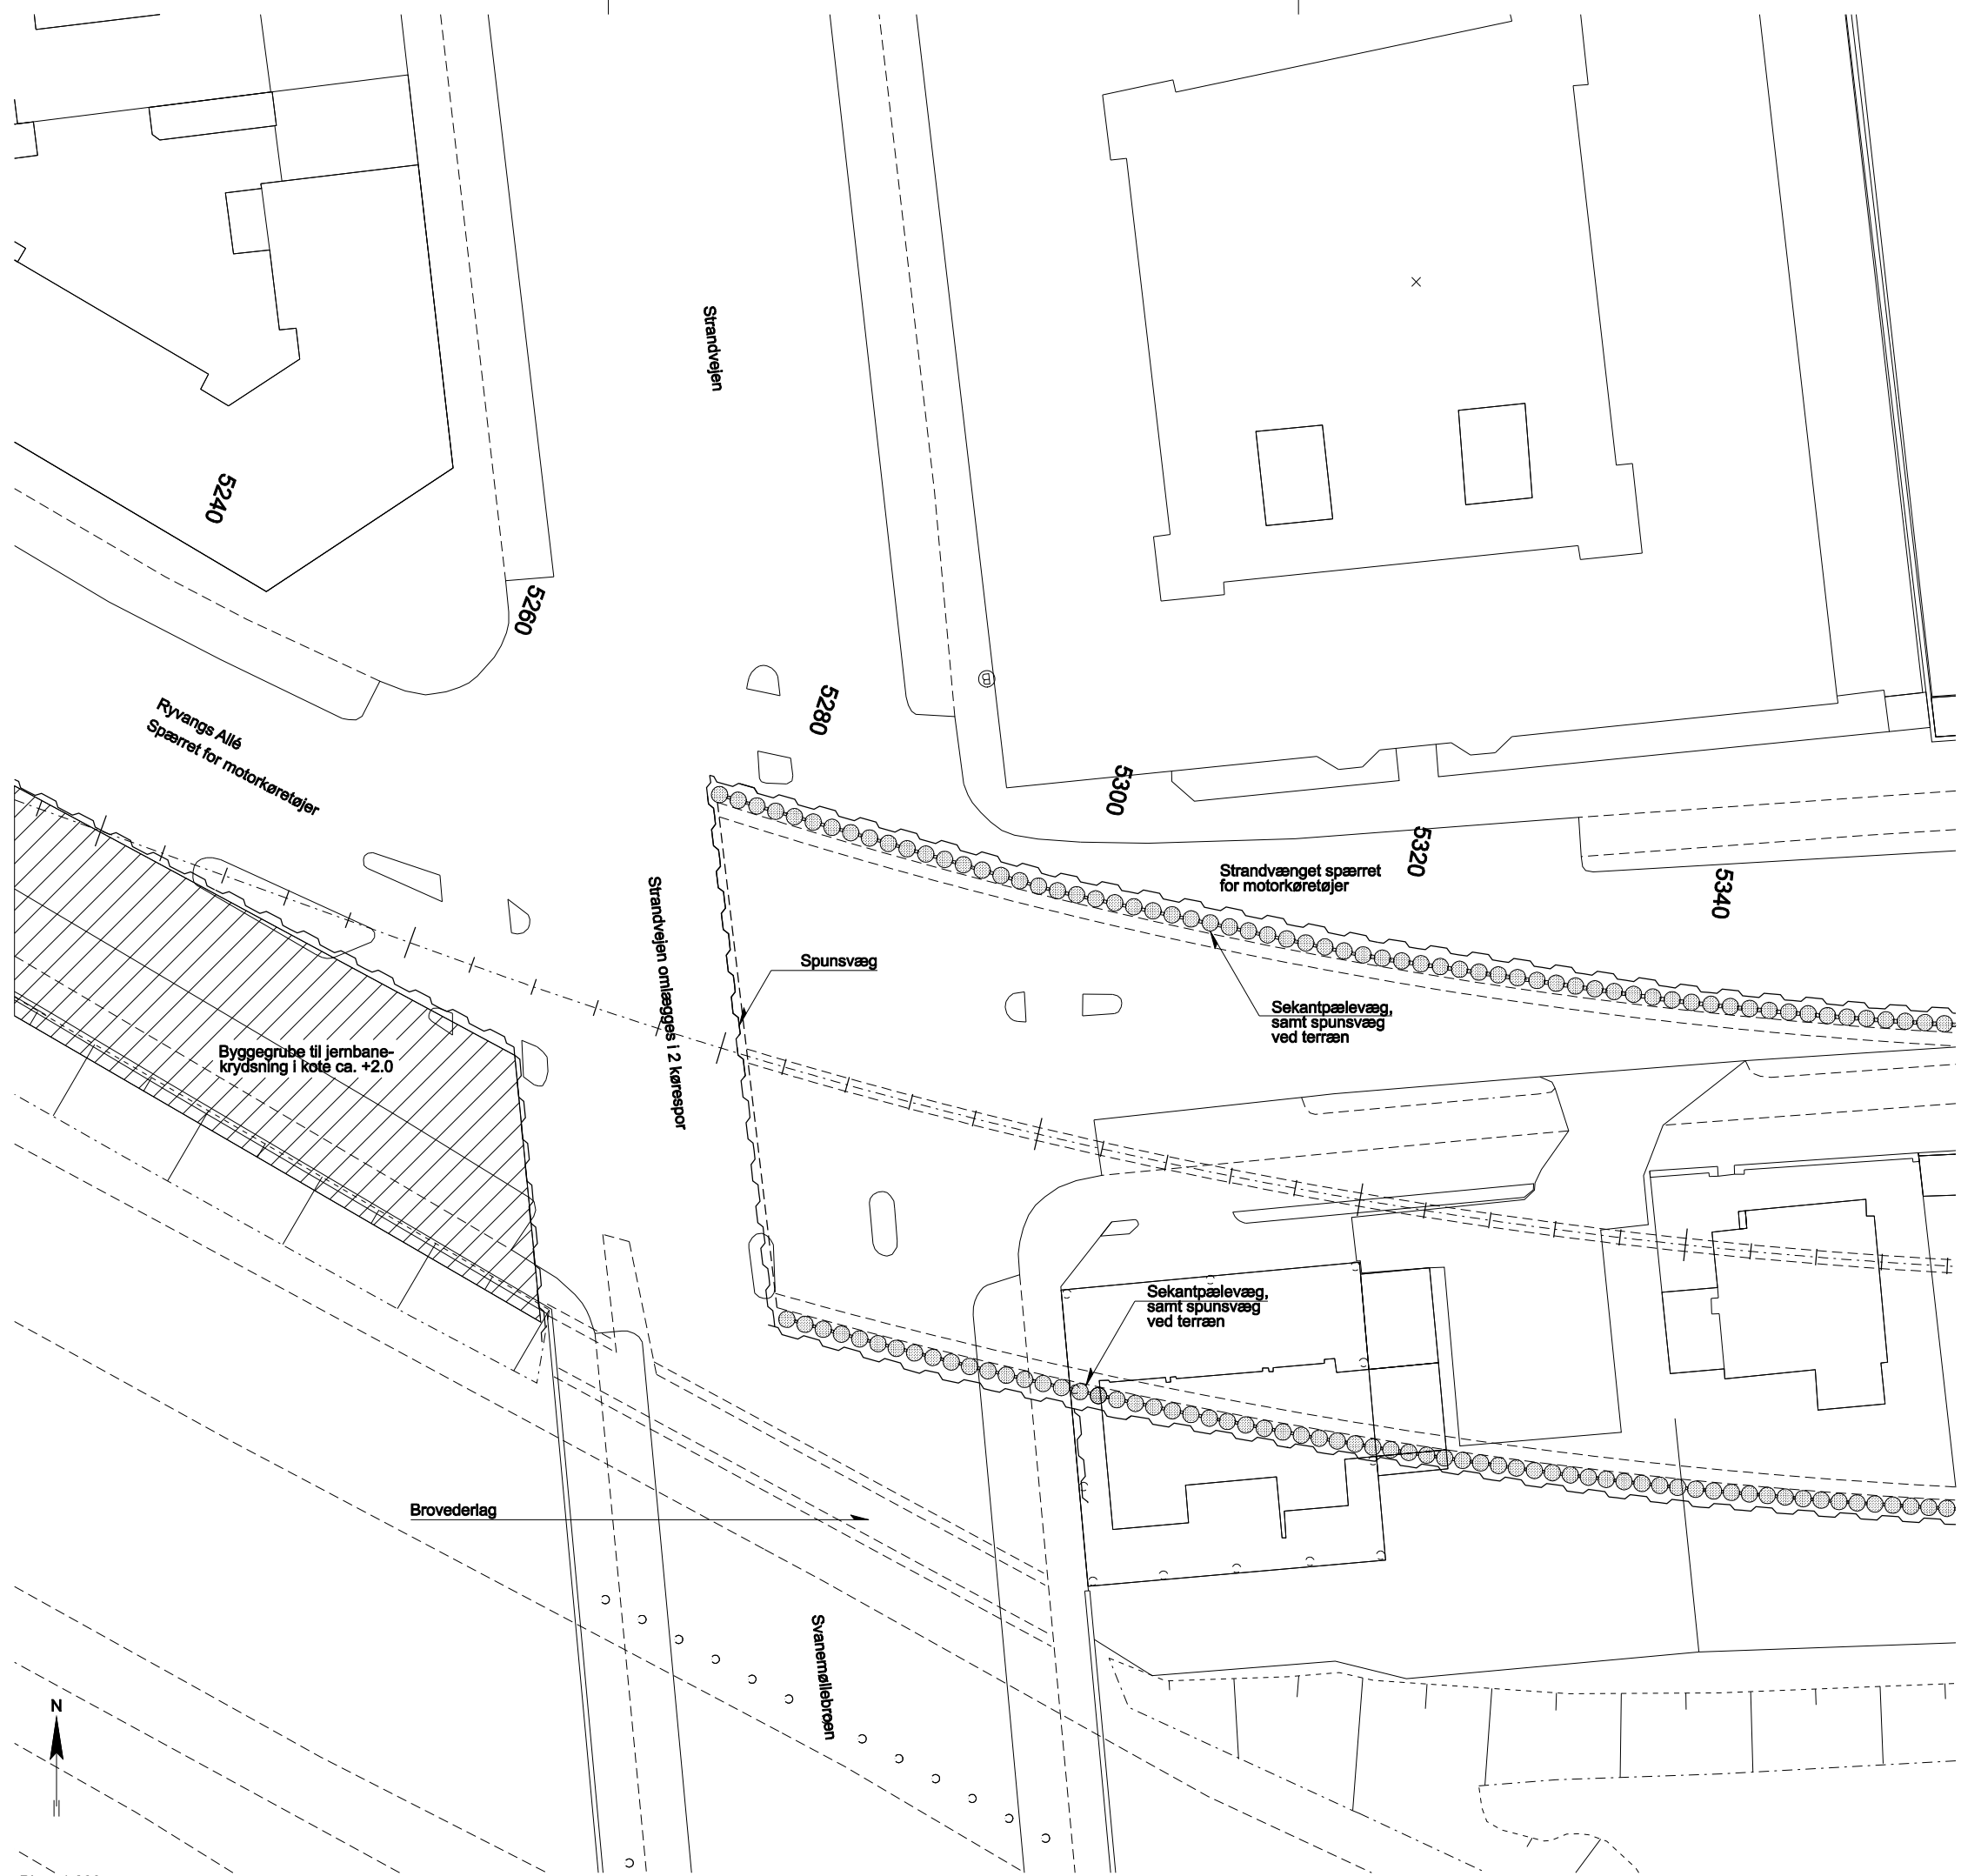 Strandvejen
5240
5260
5280
Ryvangs Allé
Spærret for motorkøretøjer
5300
5320
5340
Strandvænget spærret
for motorkøretøjer
Strandvejen omlægges i 2 kørespor
Spunsvæg
Sekantpælevæg,
samt spunsvæg
ved terræn
Byggegrube til jernbane-
krydsning i kote ca. +2.0
Sekantpælevæg,
samt spunsvæg
ved terræn
Brovederlag
Svanemøllebroen
N